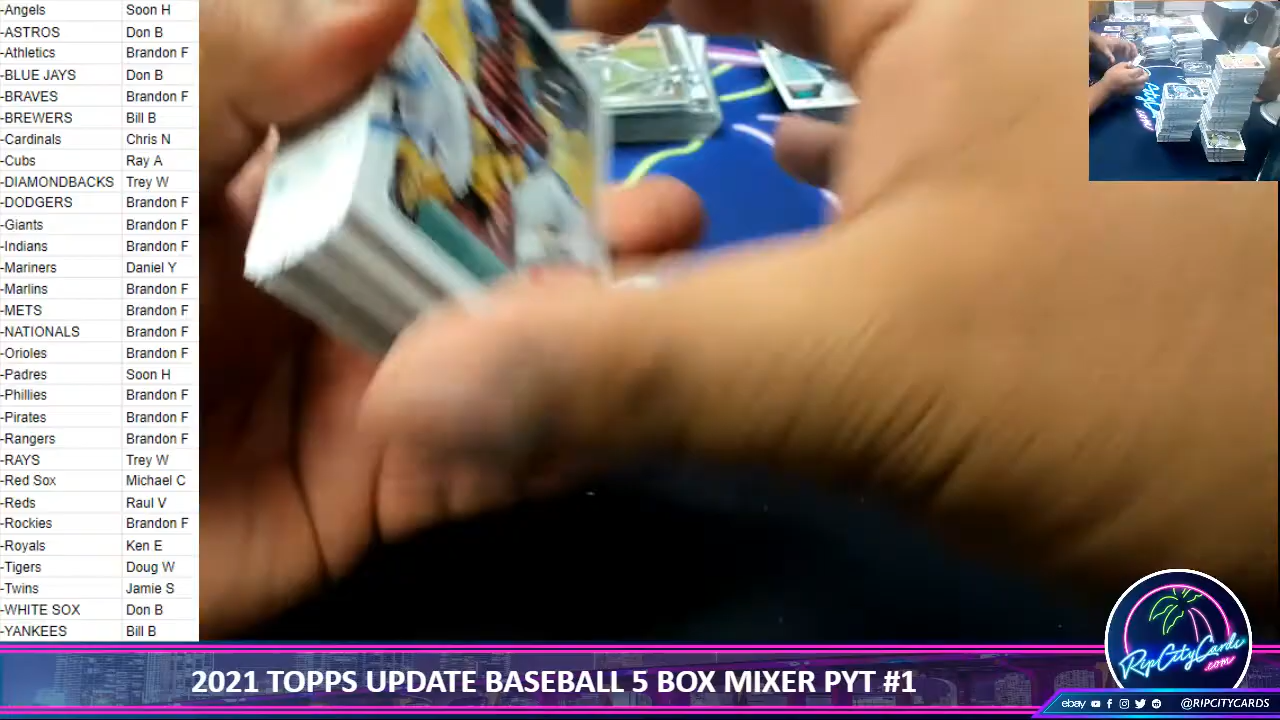 -Angels Soon H
-ASTROS Don B
-Athletics Brandon F
-BLUE JAYS Don B
-BRAVES Brandon F
-BREWERS Bill B
-Cardinals Chris N
-Cubs Ray A
-DIAMONDBACKS Trey W
-DODGERS Brandon F
-Giants Brandon F
-Indians Brandon F
-Mariners Daniel Y
-Marlins Brandon F
-METS Brandon F
-NATIONALS Brandon F
-Orioles Brandon F
-Padres Soon H
-Phillies Brandon F
-Pirates Brandon F
-Rangers Brandon F
-RAYS Trey W
-Red Sox Michael C
-Reds Raul V
-Rockies Brandon F
-Royals Ken E
-Tigers Doug W
-Twins Jamie S
-WHITE SOX Don B
-YANKEES Bill B
RipCityCards
.com
2021 TOPPS UPDATE BASEBALL 5 BOX MIXER PYT #1
ebay @RIPCITYCARDS